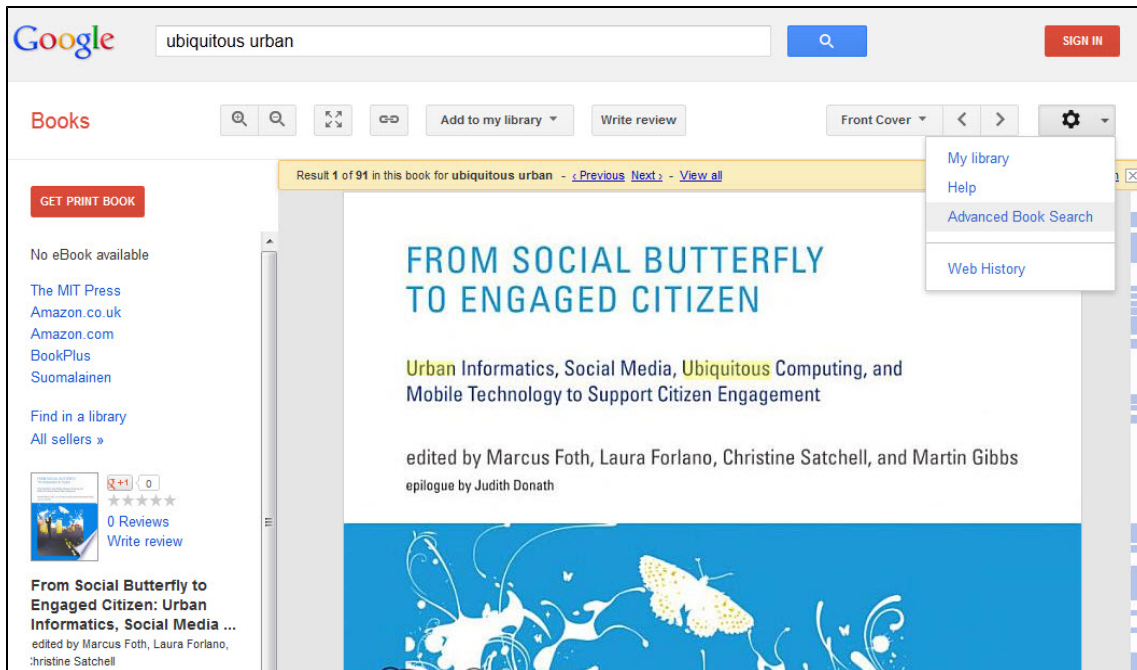 Google
ubiquitous urban
SIGN IN
Books
Add to my library
Write review
Front Cover
My library
Help
Advanced Book Search
Web History
Result 1 of 91 in this book for ubiquitous urban - ‹ Previous Next › - View all
GET PRINT BOOK
No eBook available
The MIT Press
Amazon.co.uk
Amazon.com
BookPlus
Suomalainen
Find in a library
All sellers »
+1 0
0 Reviews
Write review
From Social Butterfly to
Engaged Citizen: Urban
Informatics, Social Media ...
edited by Marcus Foth, Laura Forlano,
Christine Satchell
FROM SOCIAL BUTTERFLY
TO ENGAGED CITIZEN
Urban Informatics, Social Media, Ubiquitous Computing, and
Mobile Technology to Support Citizen Engagement
edited by Marcus Foth, Laura Forlano, Christine Satchell, and Martin Gibbs
epilogue by Judith Donath